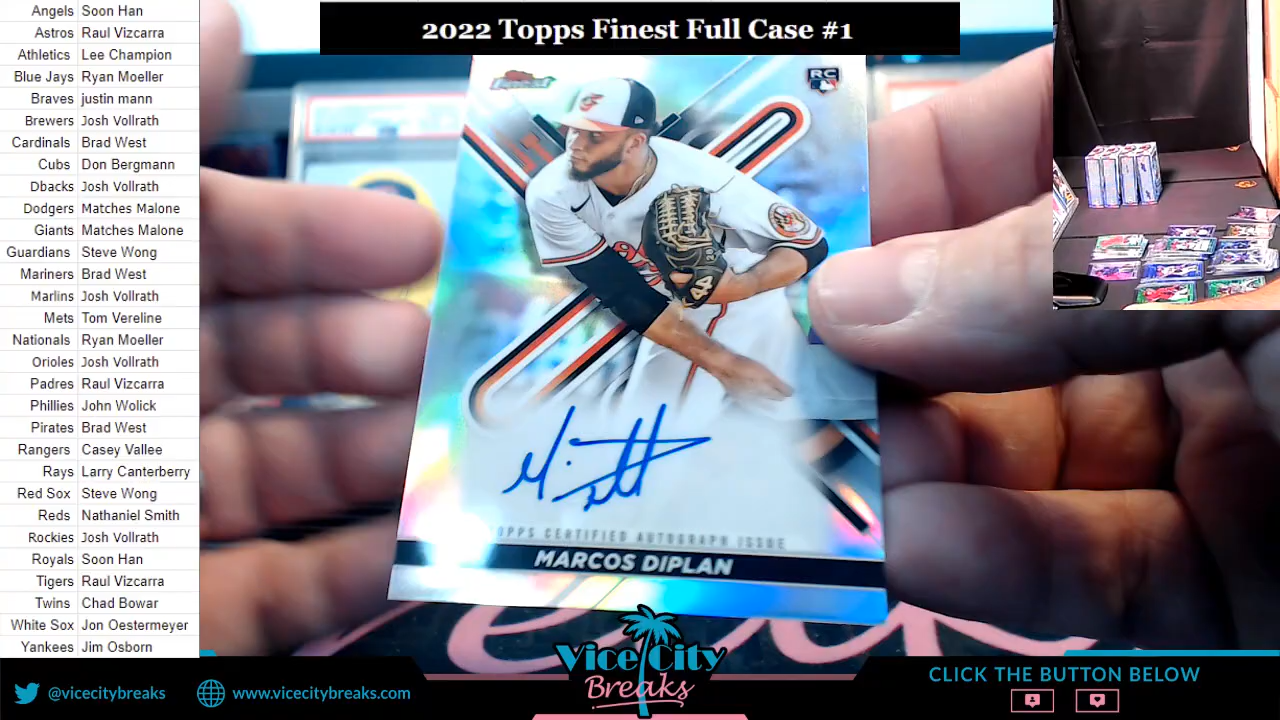 2022 Topps Finest Full Case #1
Angels Soon Han
Astros Raul Vizcarra
Athletics Lee Champion
Blue Jays Ryan Moeller
Braves justin mann
Brewers Josh Vollrath
Cardinals Brad West
Cubs Don Bergmann
Dbacks Josh Vollrath
Dodgers Matches Malone
Giants Matches Malone
Guardians Steve Wong
Mariners Brad West
Marlins Josh Vollrath
Mets Tom Vereline
Nationals Ryan Moeller
Orioles Josh Vollrath
Padres Raul Vizcarra
Phillies John Wolick
Pirates Brad West
Rangers Casey Vallee
Rays Larry Canterberry
Red Sox Steve Wong
Reds Nathaniel Smith
Rockies Josh Vollrath
Royals Soon Han
Tigers Raul Vizcarra
Twins Chad Bowar
White Sox Jon Oestermeyer
Yankees Jim Osborn
RC
44
TOPPS CERTIFIED AUTOGRAPH ISSUE
MARCOS DIPLAN
Vice City
Breaks
@vicecitybreaks
www.vicecitybreaks.com
CLICK THE BUTTON BELOW